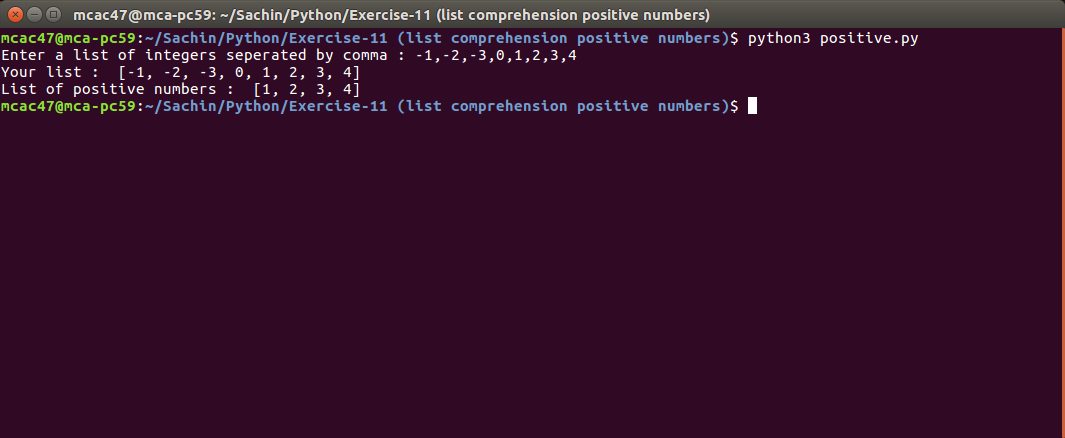 mcac47@mca-pc59: ~/Sachin/Python/Exercise-11 (list comprehension positive numbers)
mcac47@mca-pc59:~/Sachin/Python/Exercise-11 (list comprehension positive numbers)$ python3 positive.py
Enter a list of integers seperated by comma : -1,-2,-3,0,1,2,3,4
Your list :  [-1, -2, -3, 0, 1, 2, 3, 4]
List of positive numbers :  [1, 2, 3, 4]
mcac47@mca-pc59:~/Sachin/Python/Exercise-11 (list comprehension positive numbers)$